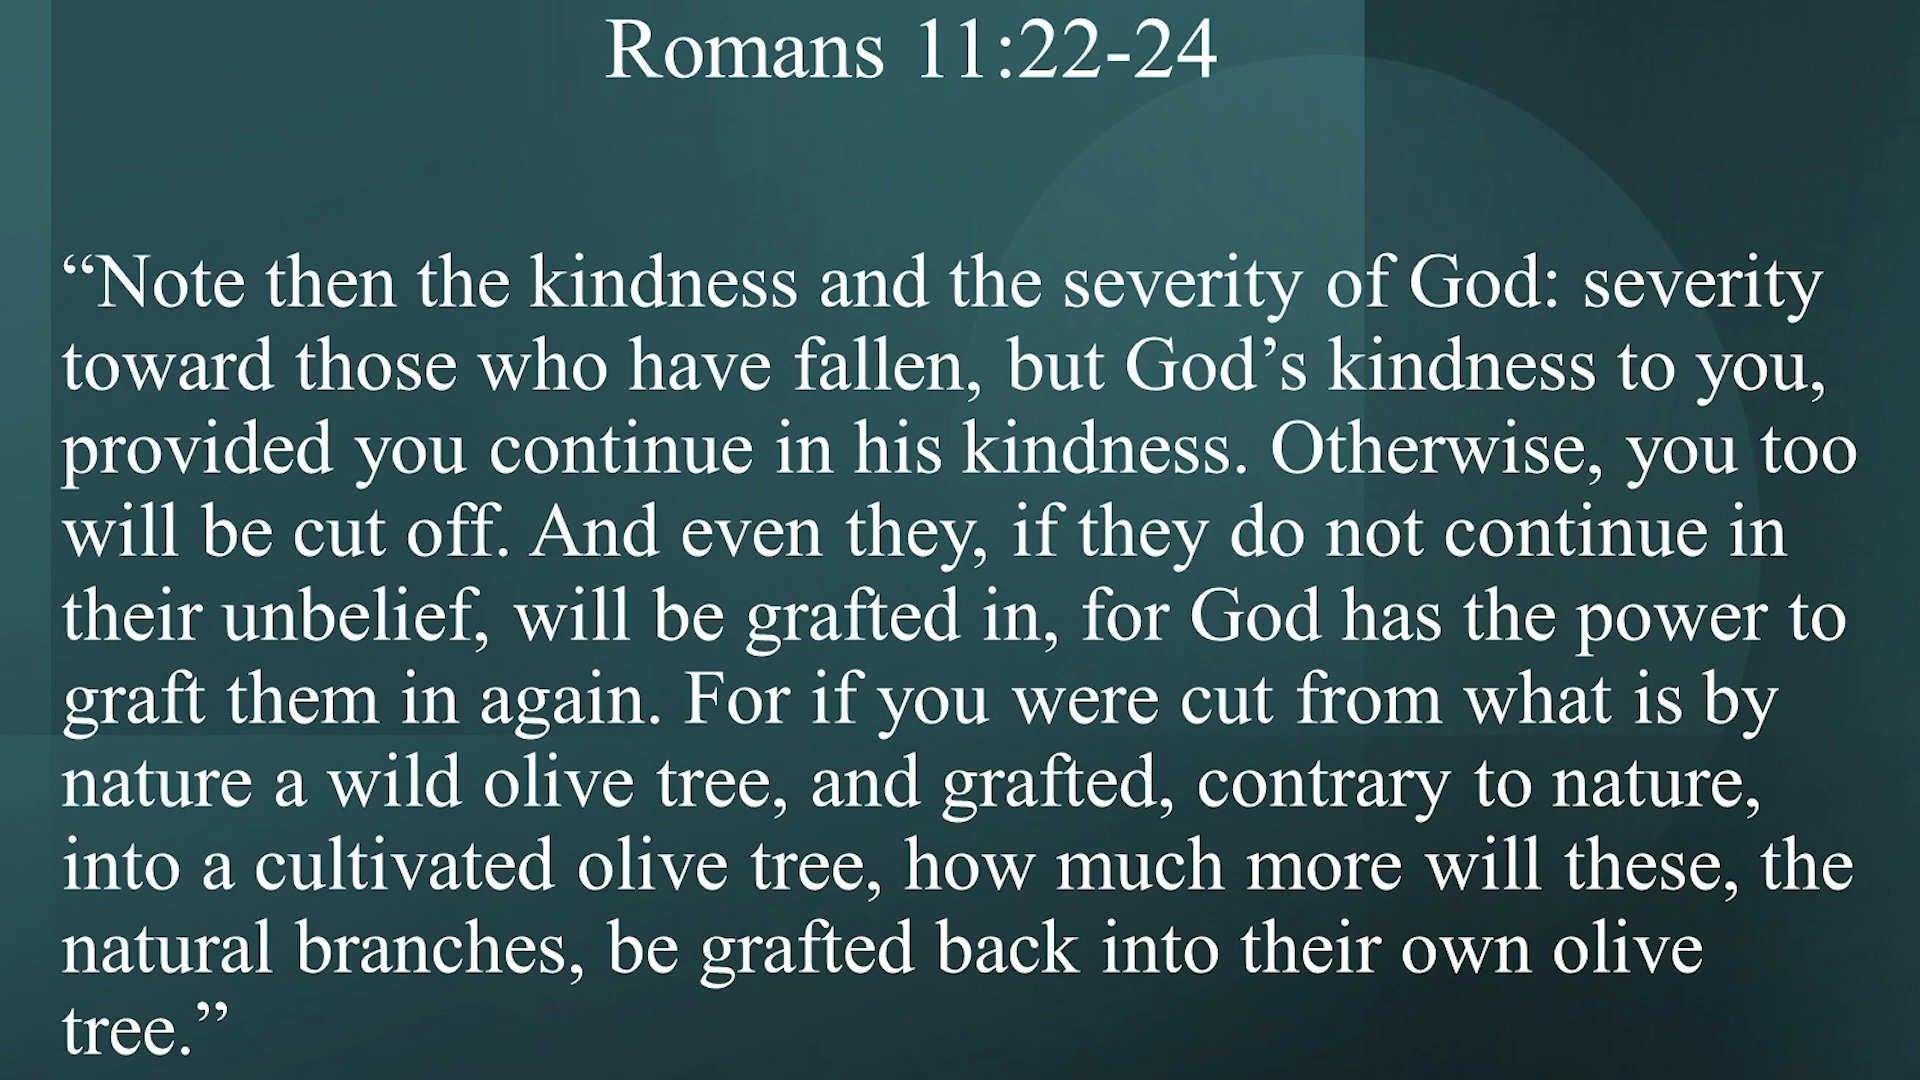 Romans 11:22-24
“Note then the kindness and the severity of God: severity
toward those who have fallen, but God’s kindness to you,
provided you continue in his kindness. Otherwise, you too
will be cut off. And even they, if they do not continue in
their unbelief, will be grafted in, for God has the power to
graft them in again. For if you were cut from what is by
nature a wild olive tree, and grafted, contrary to nature,
into a cultivated olive tree, how much more will these, the
natural branches, be grafted back into their own olive
tree.”